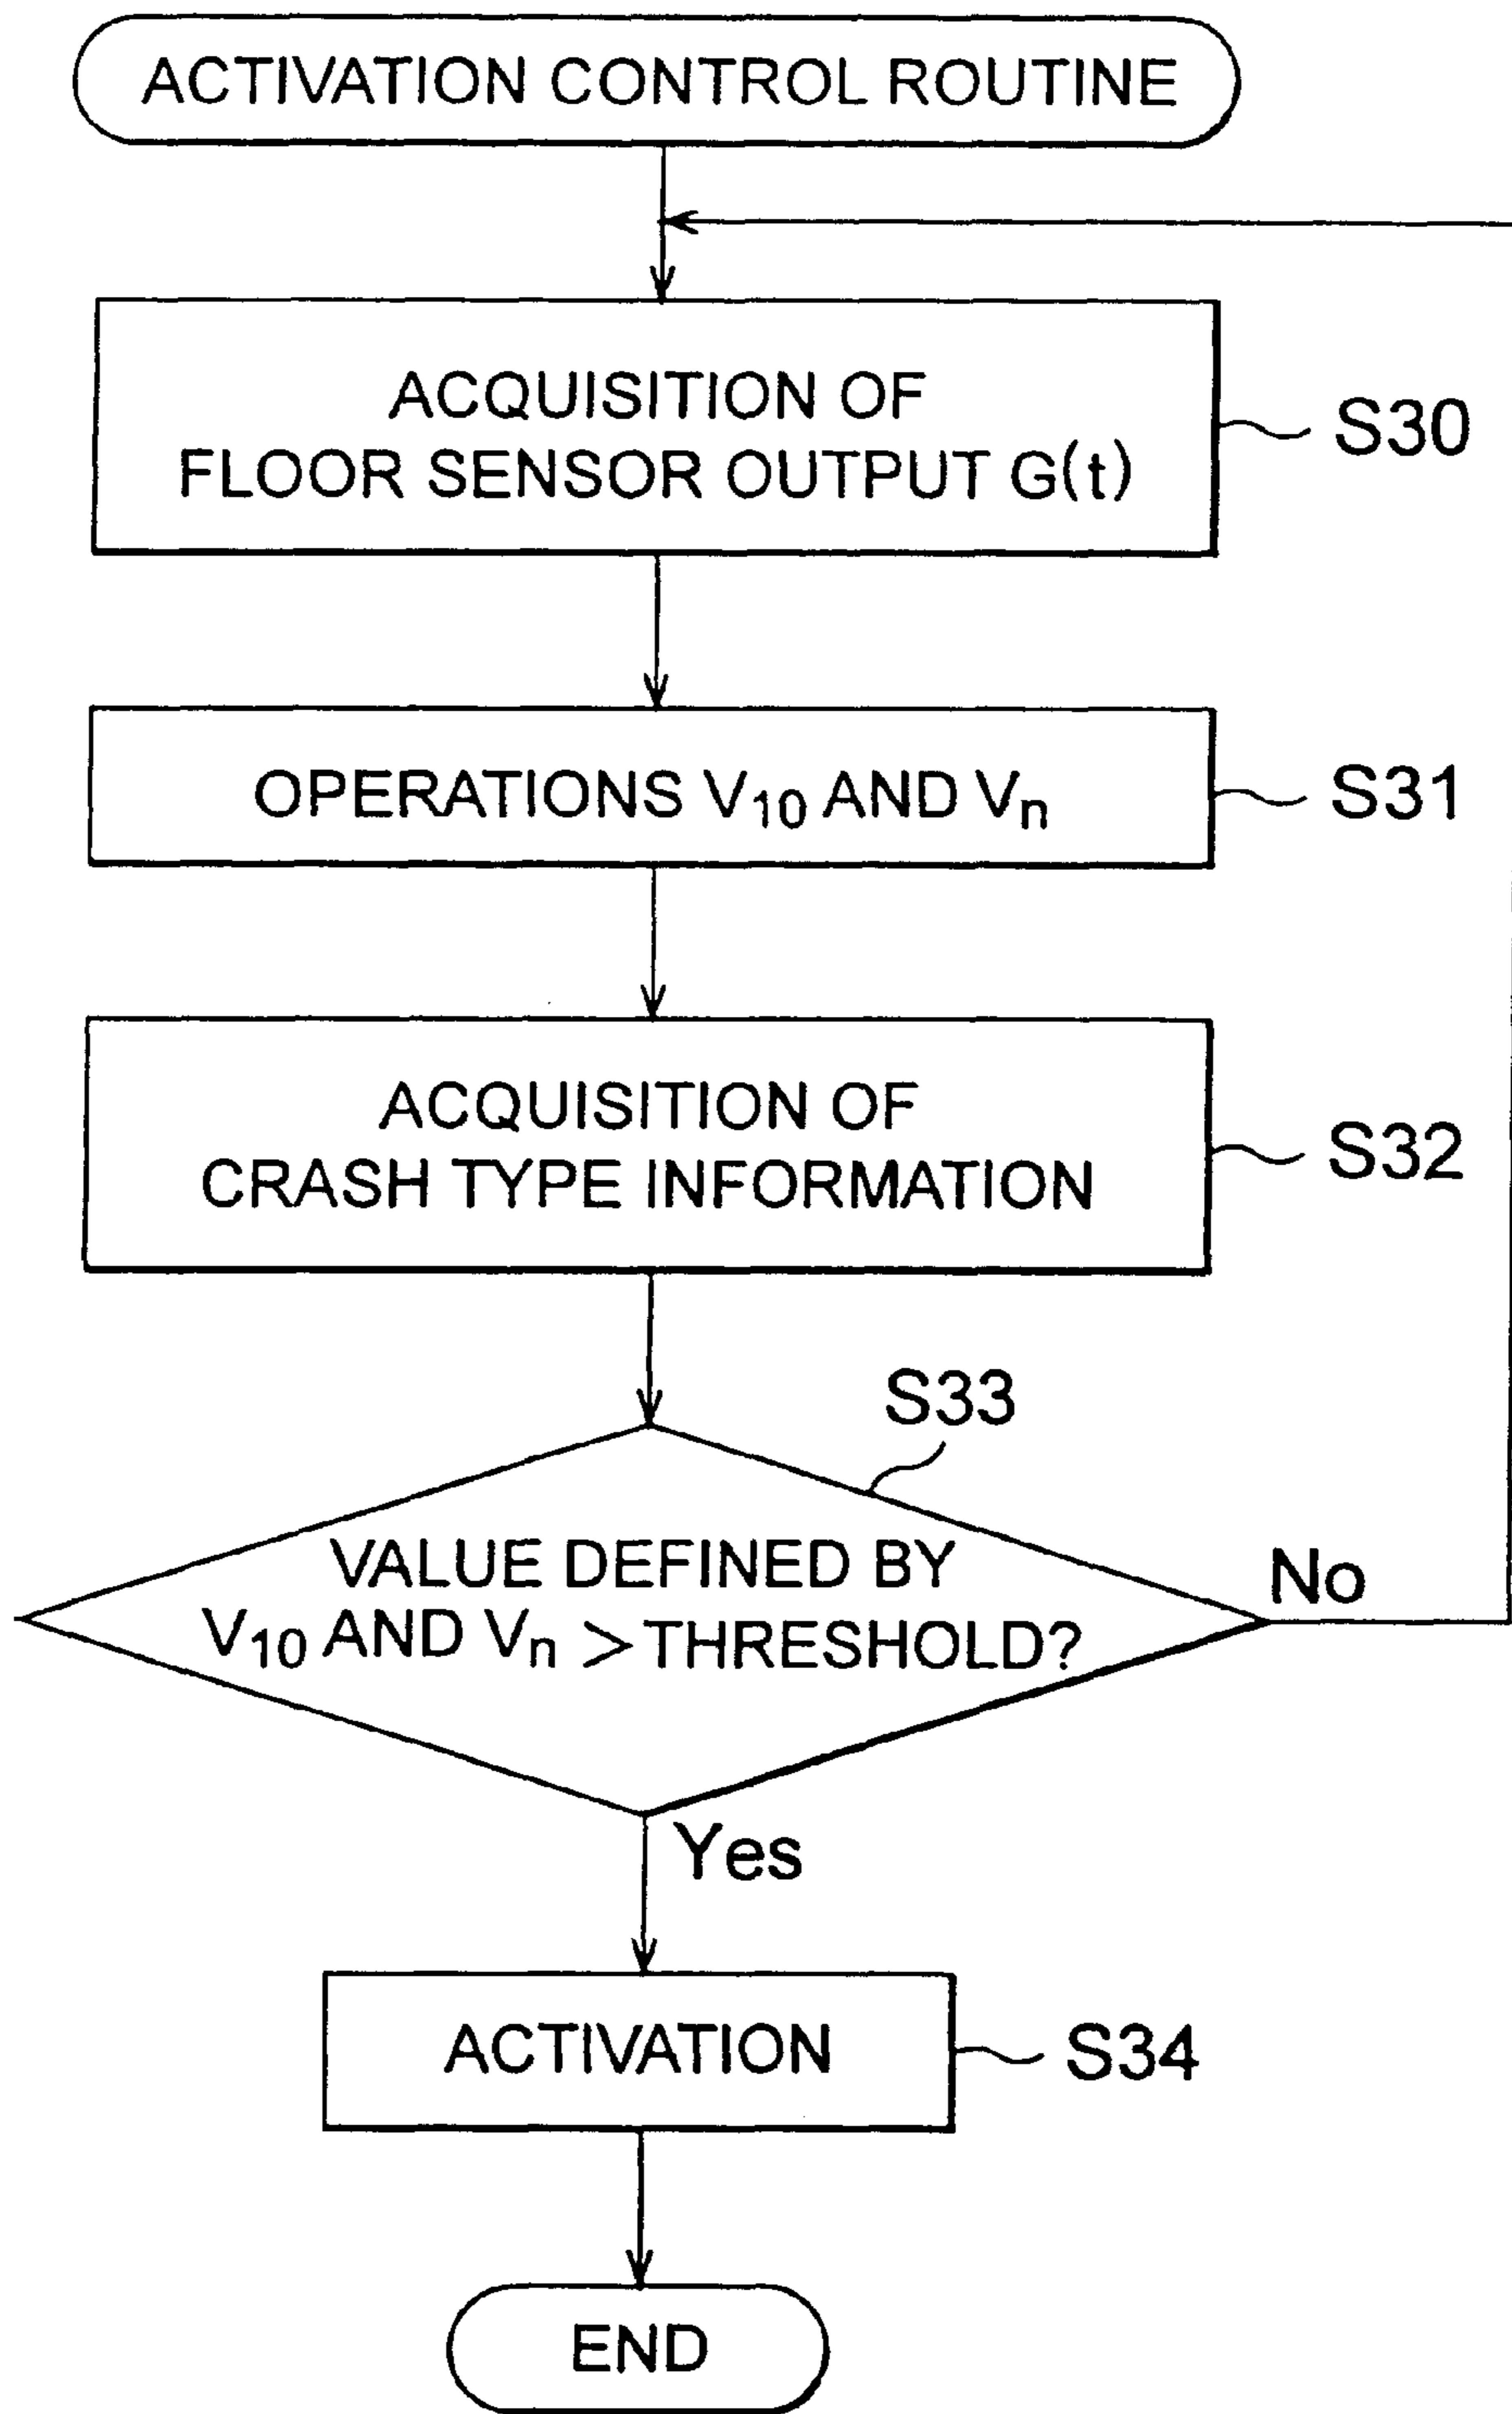 ACTIVATION CONTROL ROUTINE
ACQUISITION OF
FLOOR SENSOR OUTPUT G(t)
S30
OPERATIONS V10 AND Vn
S31
ACQUISITION OF
CRASH TYPE INFORMATION
S32
S33
VALUE DEFINED BY
V10 AND Vn > THRESHOLD?
No
Yes
ACTIVATION
S34
END